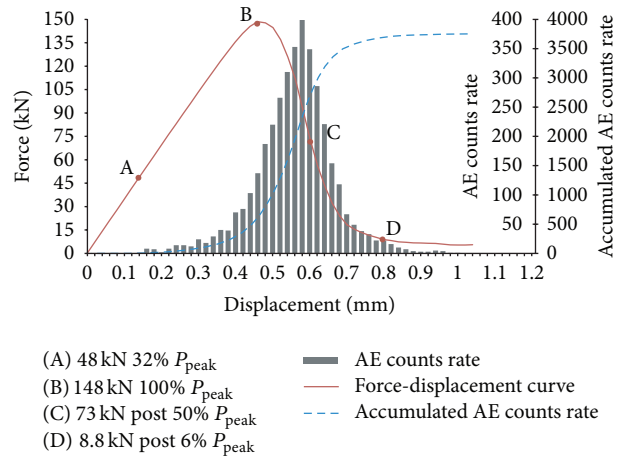 B
A
C
D
150
135
120
105
90
75
60
45
30
15
0
Force (kN)
400
350
300
250
200
150
100
50
0
AE counts rate
4000
3500
3000
2500
2000
1500
1000
500
0
Accumulated AE counts rate
0 0.1 0.2 0.3 0.4 0.5 0.6 0.7 0.8 0.9 1 1.1 1.2
Displacement (mm)
(A) 48 kN 32% Ppeak
(B) 148 kN 100% Ppeak
(C) 73 kN post 50% Ppeak
(D) 8.8 kN post 6% Ppeak
AE counts rate
Force-displacement curve
Accumulated AE counts rate